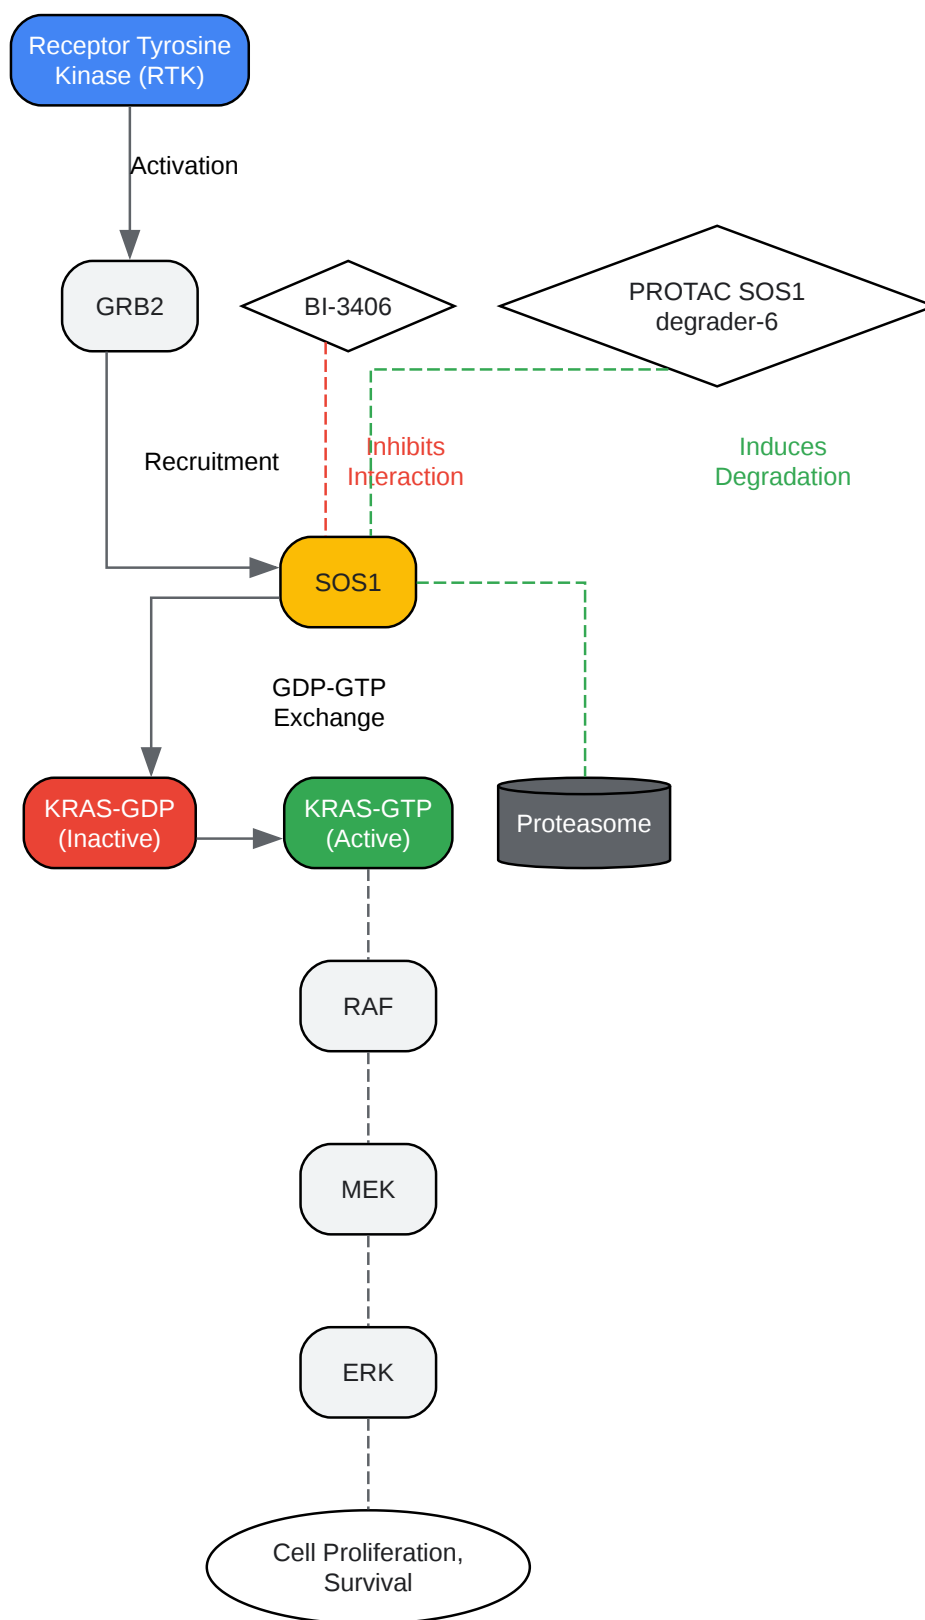 Receptor Tyrosine
Kinase (RTK)
Activation
GRB2
BI-3406
PROTAC SOS1
degrader-6
Recruitment
Inhibits
Interaction
Induces
Degradation
SOS1
GDP-GTP
Exchange
KRAS-GDP
(Inactive)
KRAS-GTP
(Active)
Proteasome
RAF
MEK
ERK
Cell Proliferation,
Survival